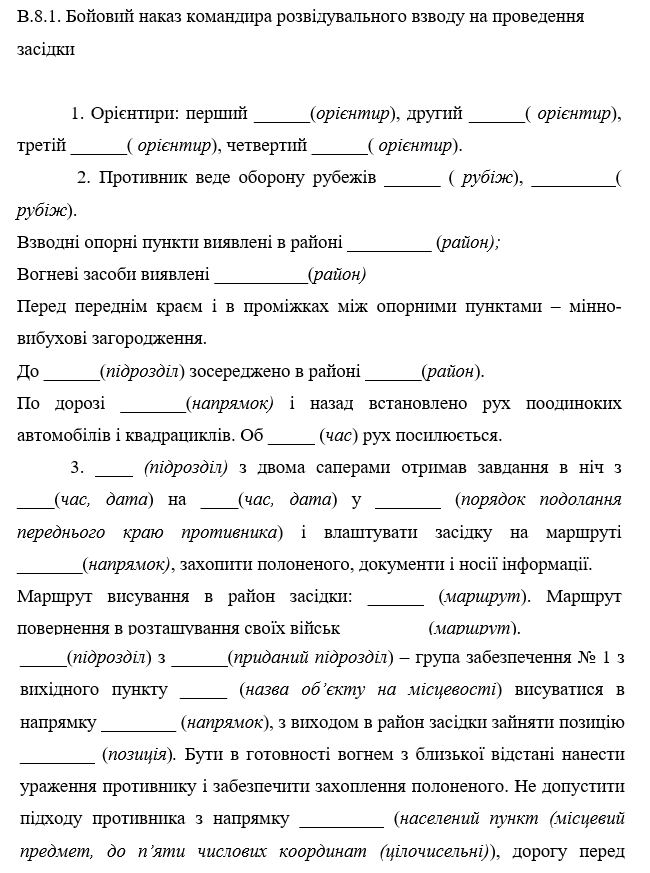 В.8.1. Бойовий наказ командира розвідувального взводу на проведення
засідки
1. Орієнтири: перший ______(орієнтир), другий ______( орієнтир),
третій ______( орієнтир), четвертий ______( орієнтир).
2. Противник веде оборону рубежів ______ ( рубіж), _________(
рубіж).
Взводні опорні пункти виявлені в районі _________ (район);
Вогневі засоби виявлені __________(район)
Перед переднім краєм і в проміжках між опорними пунктами – мінно-
вибухові загородження.
До ______(підрозділ) зосереджено в районі ______(район).
По дорозі _______(напрямок) і назад встановлено рух поодиноких
автомобілів і квадрациклів. Об _____ (час) рух посилюється.
3. ____ (підрозділ) з двома саперами отримав завдання в ніч з
____(час, дата) на ____(час, дата) у _______ (порядок подолання
переднього краю противника) і влаштувати засідку на маршруті
_______(напрямок), захопити полоненого, документи і носії інформації.
Маршрут висування в район засідки: ______ (маршрут). Маршрут
повернення в розташування своїх військ _________ (маршрут).
_____(підрозділ) з ______(приданий підрозділ) – група забезпечення № 1 з
вихідного пункту _____ (назва об’єкту на місцевості) висуватися в
напрямку ________ (напрямок), з виходом в район засідки зайняти позицію
________ (позиція). Бути в готовності вогнем з близької відстані нанести
ураження противнику і забезпечити захоплення полоненого. Не допустити
підходу противника з напрямку _________ (населений пункт (місцевий
предмет, до п’яти числових координат (цілочисельні)), дорогу перед